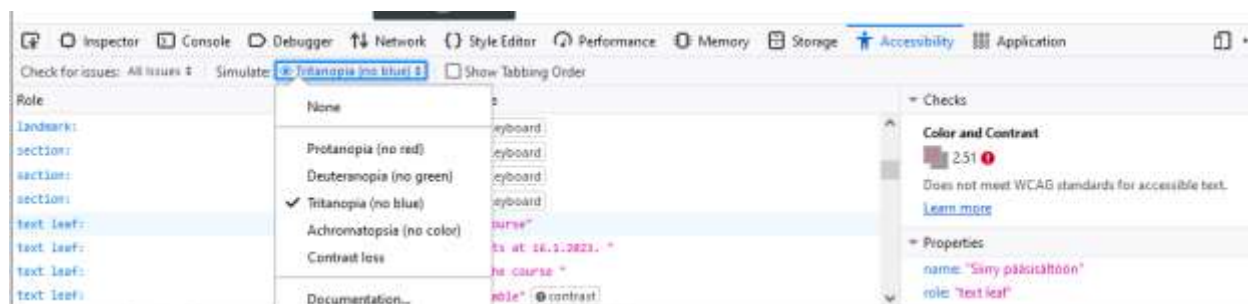 Inspector Console Debugger Network Style Editor Performance Memory Storage Accessibility Application
Check for issues: All Issues Simulate: Tritanopia (no blue) Show Tabbing Order
Role
None
Protanopia (no red)
Deuteranopia (no green)
Tritanopia (no blue)
Achromatopsia (no color)
Contrast loss
Documentation...
landmark:
section:
section:
section:
text leaf:
text leaf:
text leaf:
text leaf:
eyboard
eyboard
eyboard
eyboard
ourse"
ts at 16.1.2023. "
he course "
mble" contrast
Checks
Color and Contrast
2.51
Does not meet WCAG standards for accessible text.
Learn more
Properties
name: "Siirry pääsisältöön"
role: "text leaf"